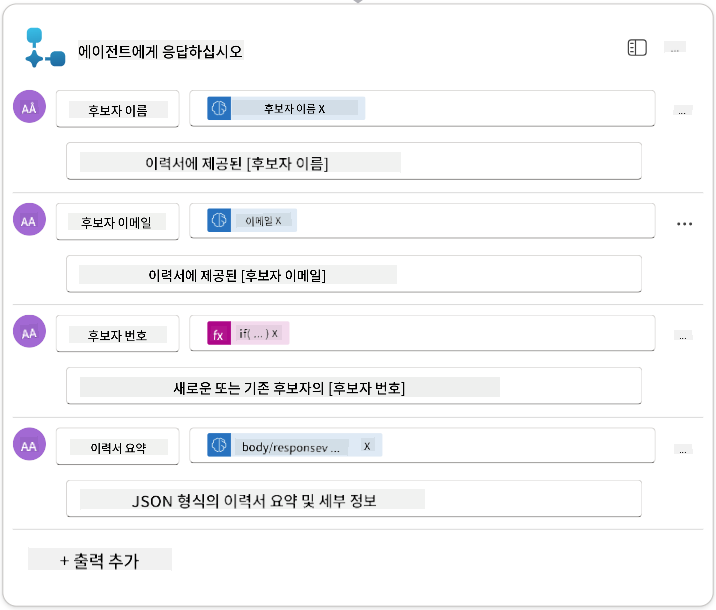 에이전트에게 응답하십시오
...
AA 후보자 이름 후보자 이름 X ...
이력서에 제공된 [후보자 이름]
AA 후보자 이메일 이메일 X ...
이력서에 제공된 [후보자 이메일]
AA 후보자 번호 fx if( ... ) X ...
새로운 또는 기존 후보자의 [후보자 번호]
AA 이력서 요약 body/responsev ... X ...
JSON 형식의 이력서 요약 및 세부 정보
+ 출력 추가